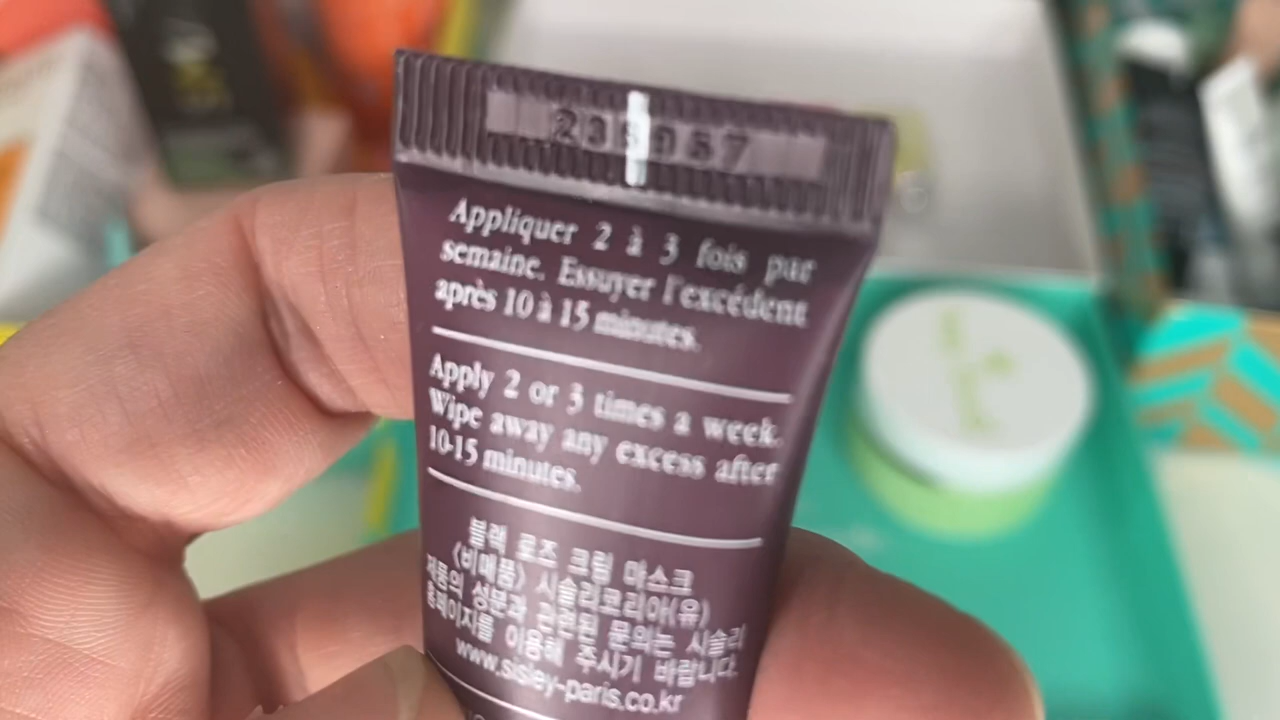 Appliquer 2 à 3 fois par
semaine. Essuyer l'excédent
après 10 à 15 minutes.
Apply 2 or 3 times a week.
Wipe away any excess after
10-15 minutes.
블랙 로즈 크림 마스크
(비매품) 시슬리코리아(유)
제품의 성분과 관련된 문의는 시슬리
홈페이지를 이용해 주시기 바랍니다.
www.sisley-paris.co.kr